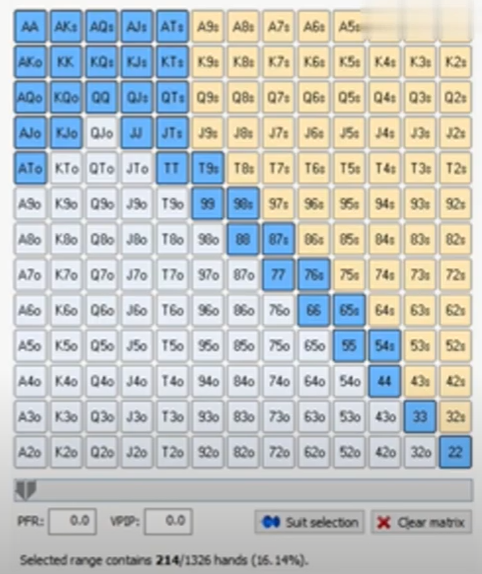 AA AKs AQs AJs ATs A9s A8s A7s A6s A5s
AKo KK KQs KJs KTs K9s K8s K7s K6s K5s K4s K3s K2s
AQo KQo QQ QJs QTs Q9s Q8s Q7s Q6s Q5s Q4s Q3s Q2s
AJo KJo QJo JJ JTs J9s J8s J7s J6s J5s J4s J3s J2s
ATo KTo QTo JTo TT T9s T8s T7s T6s T5s T4s T3s T2s
A9o K9o Q9o J9o T9o 99 98s 97s 96s 95s 94s 93s 92s
A8o K8o Q8o J8o T8o 98o 88 87s 86s 85s 84s 83s 82s
A7o K7o Q7o J7o T7o 97o 87o 77 76s 75s 74s 73s 72s
A6o K6o Q6o J6o T6o 96o 86o 76o 66 65s 64s 63s 62s
A5o K5o Q5o J5o T5o 95o 85o 75o 65o 55 54s 53s 52s
A4o K4o Q4o J4o T4o 94o 84o 74o 64o 54o 44 43s 42s
A3o K3o Q3o J3o T3o 93o 83o 73o 63o 53o 43o 33 32s
A2o K2o Q2o J2o T2o 92o 82o 72o 62o 52o 42o 32o 22
PFR: 0.0 VPIP: 0.0 Suit selection Clear matrix
Selected range contains 214/1326 hands (16.14%).